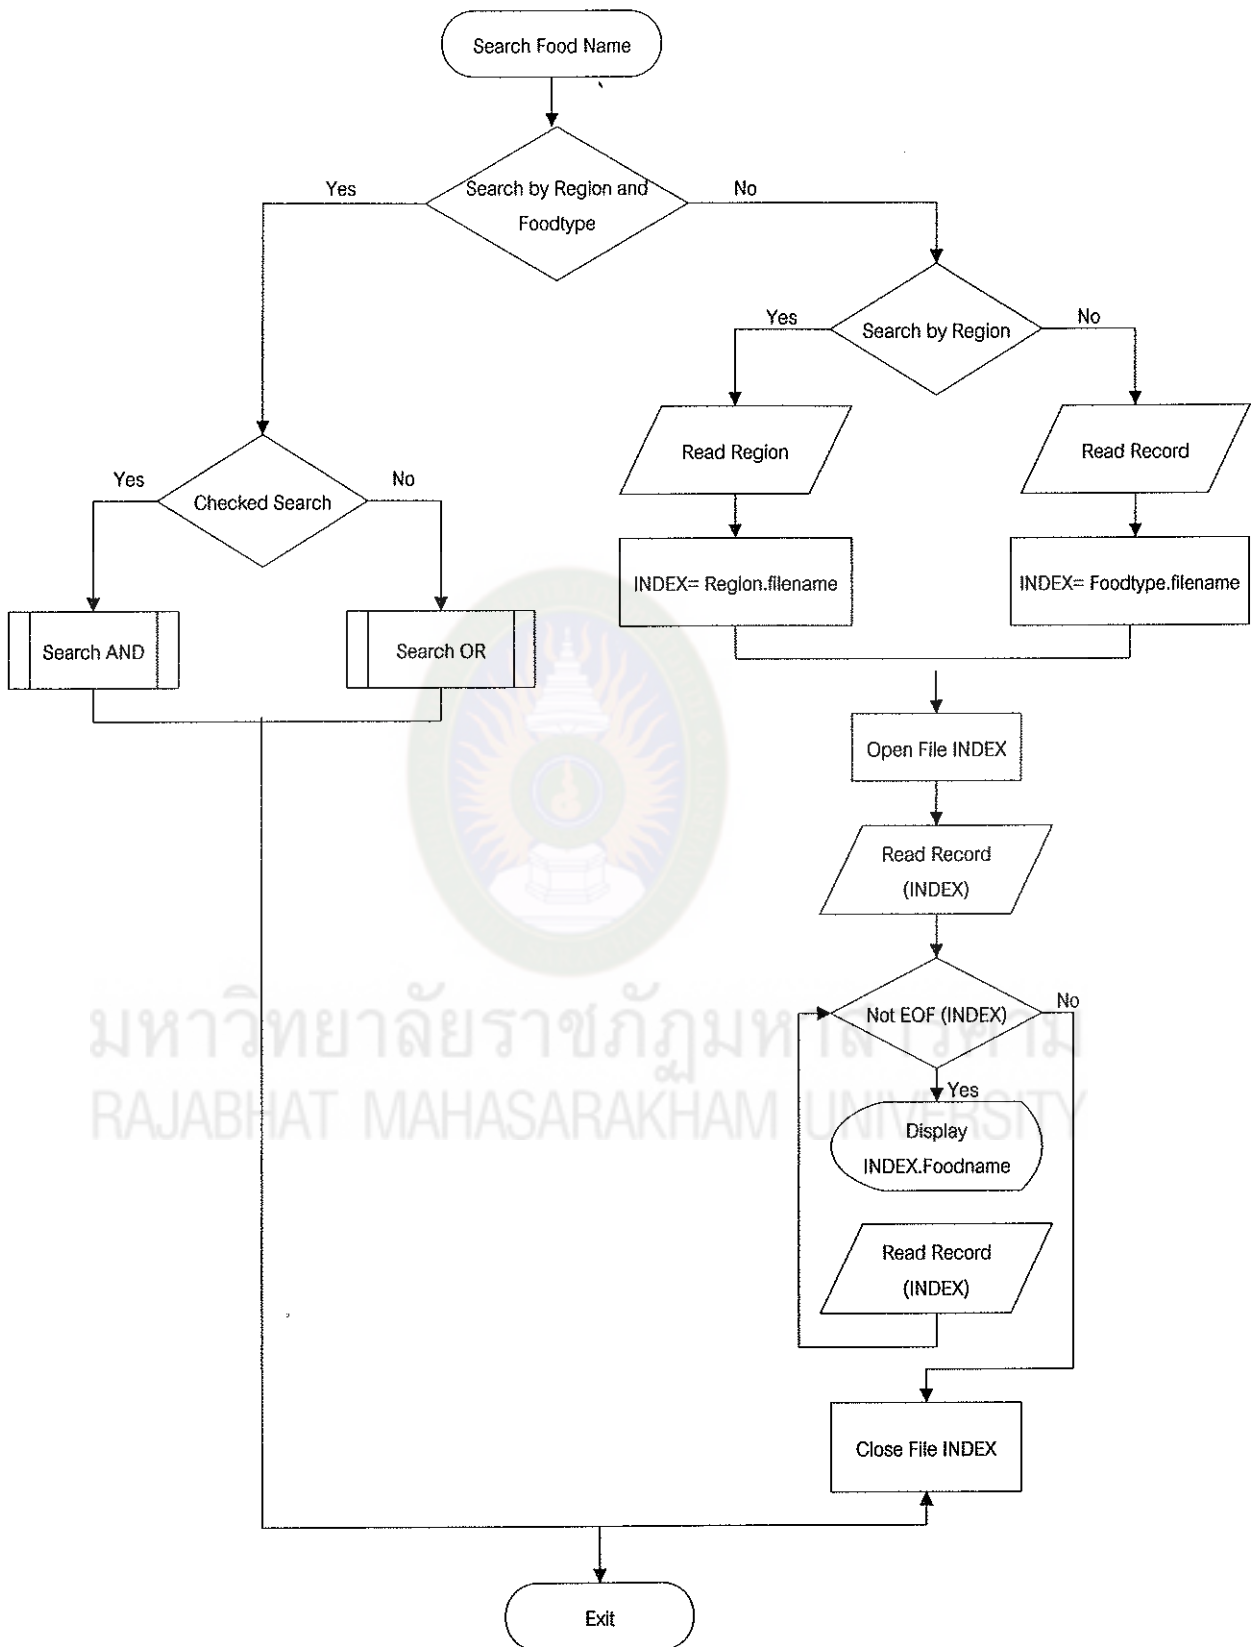 Search Food Name
Search by Region and
Foodtype
Yes
No
Search by Region
Yes
No
Read Region
Read Record
INDEX= Region.filename
INDEX= Foodtype.filename
Checked Search
Yes
No
Search AND
Search OR
Open File INDEX
Read Record
(INDEX)
Not EOF (INDEX)
No
Yes
Display
INDEX.Foodname
Read Record
(INDEX)
Close File INDEX
Exit
มหาวิทยาลัยราชภัฏมหาสารคาม
RAJABHAT MAHASARAKHAM UNIVERSITY